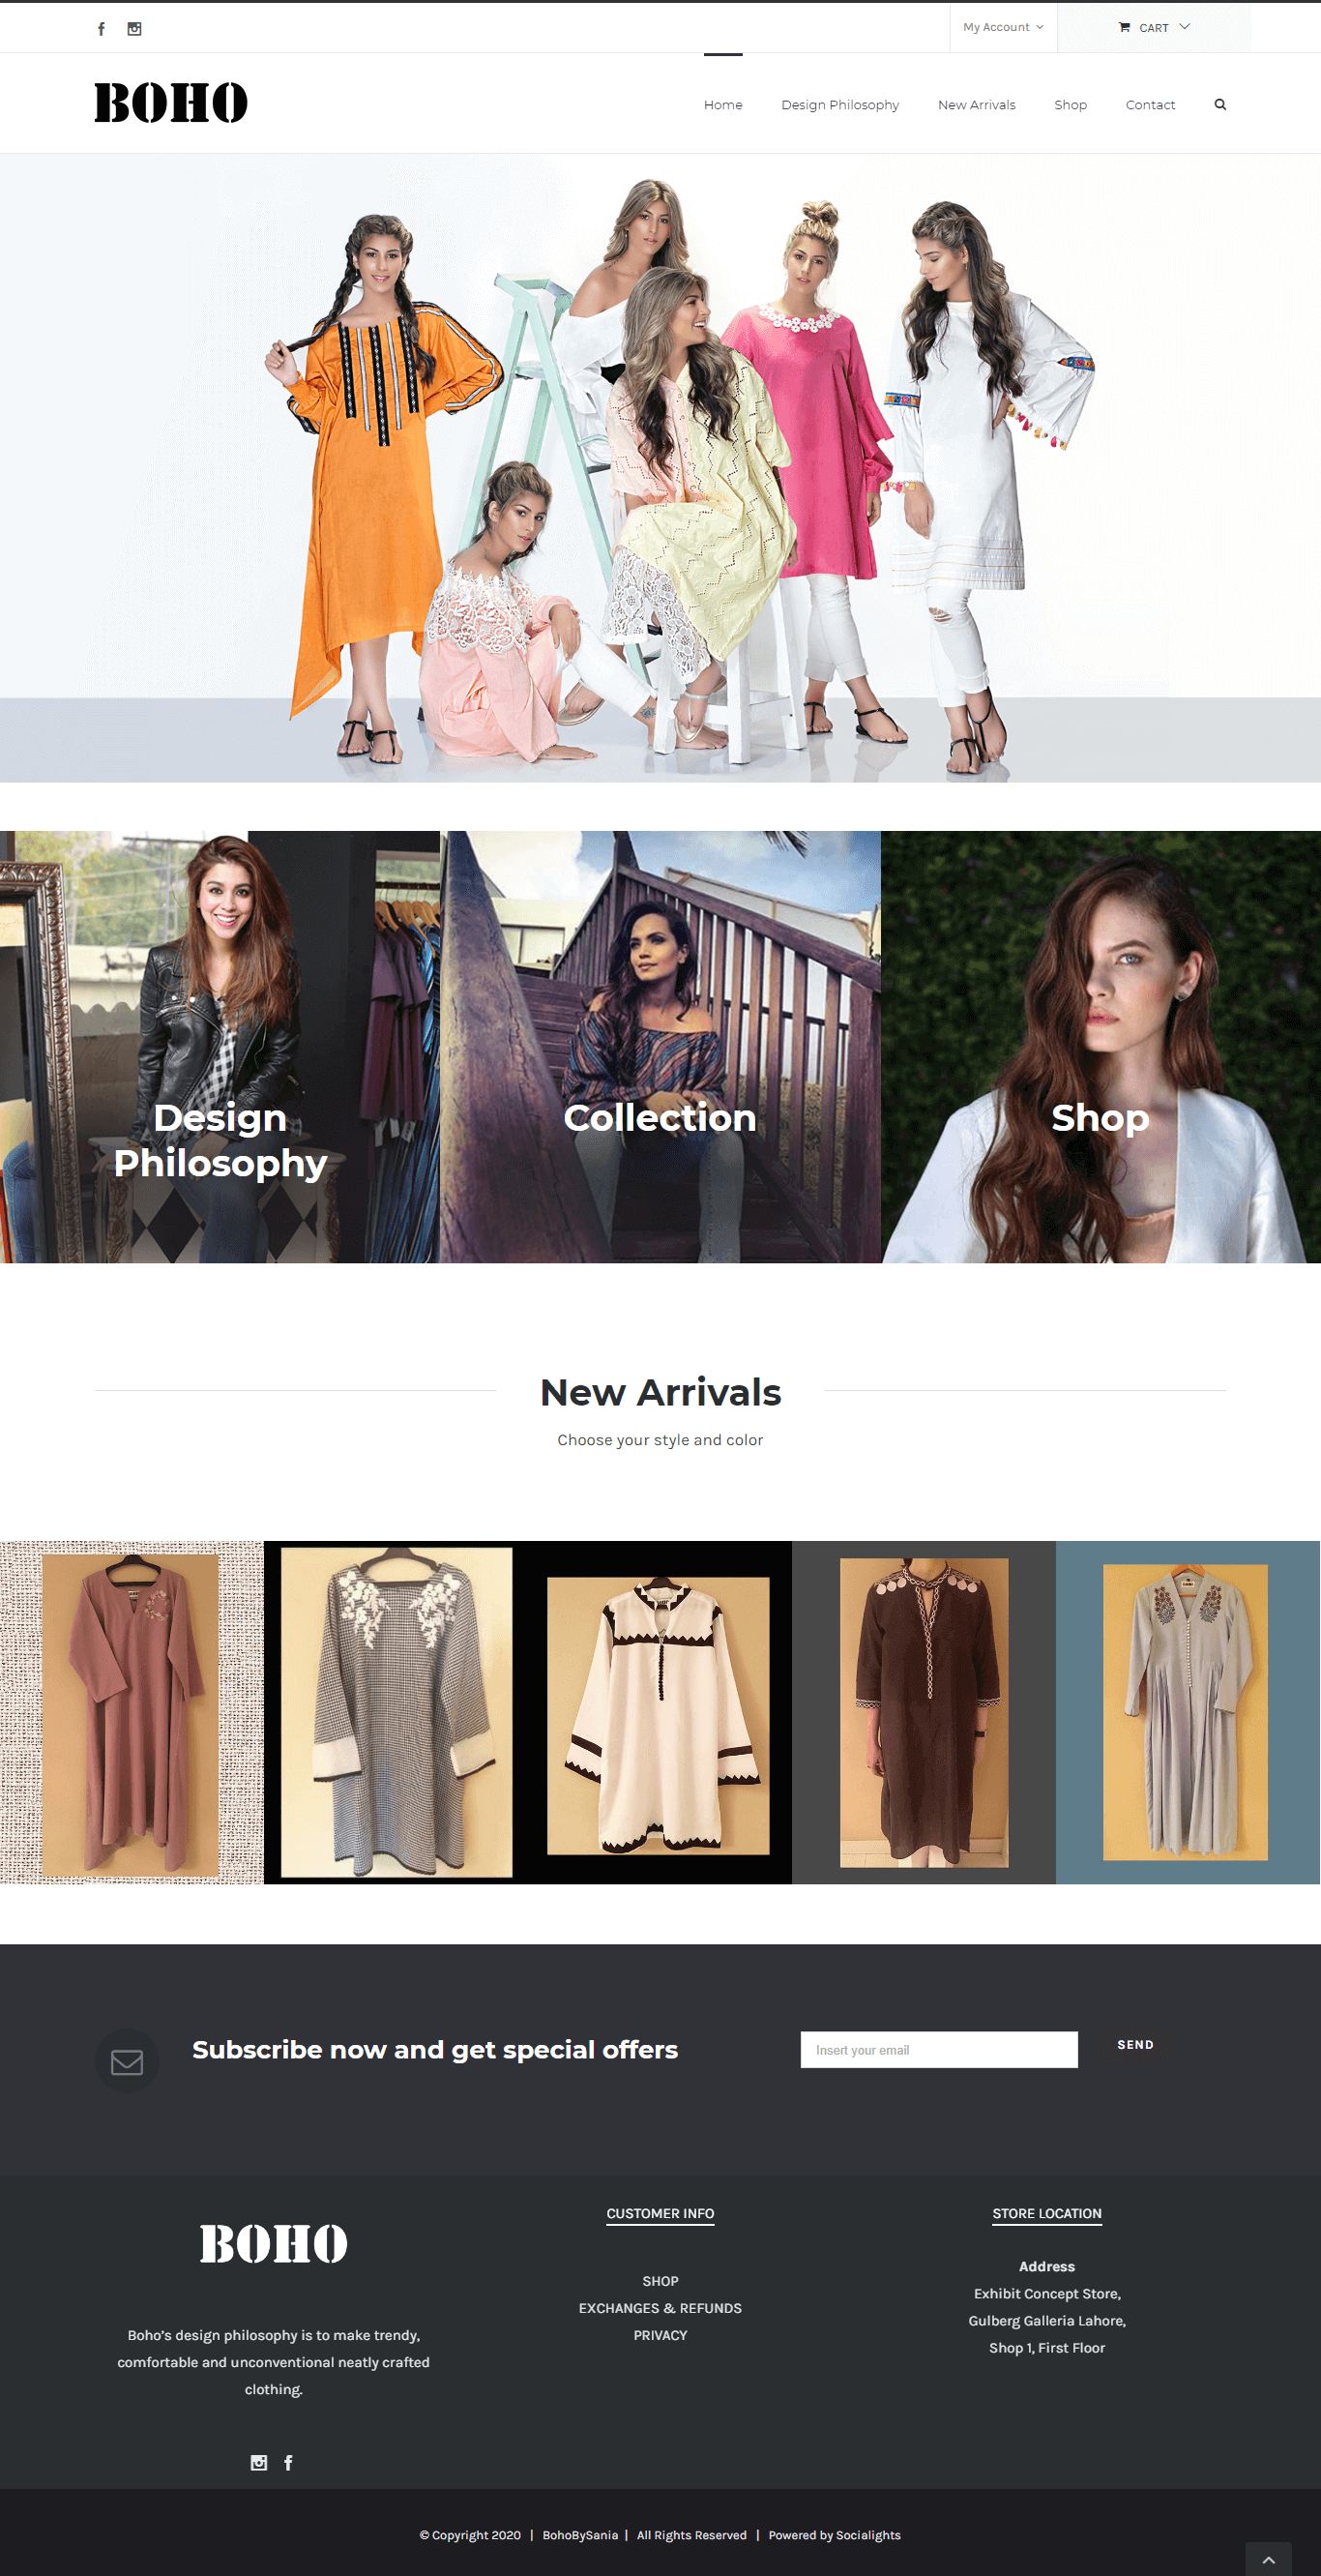 My Account
CART
BOHO
Home
Design Philosophy
New Arrivals
Shop
Contact
Design
Philosophy
Collection
Shop
New Arrivals
Choose your style and color
Subscribe now and get special offers
Insert your email
SEND
BOHO
Boho’s design philosophy is to make trendy,
comfortable and unconventional neatly crafted
clothing.
CUSTOMER INFO
SHOP
EXCHANGES & REFUNDS
PRIVACY
STORE LOCATION
Address
Exhibit Concept Store,
Gulberg Galleria Lahore,
Shop 1, First Floor
© Copyright 2020 | BohoBySania | All Rights Reserved | Powered by Socialights